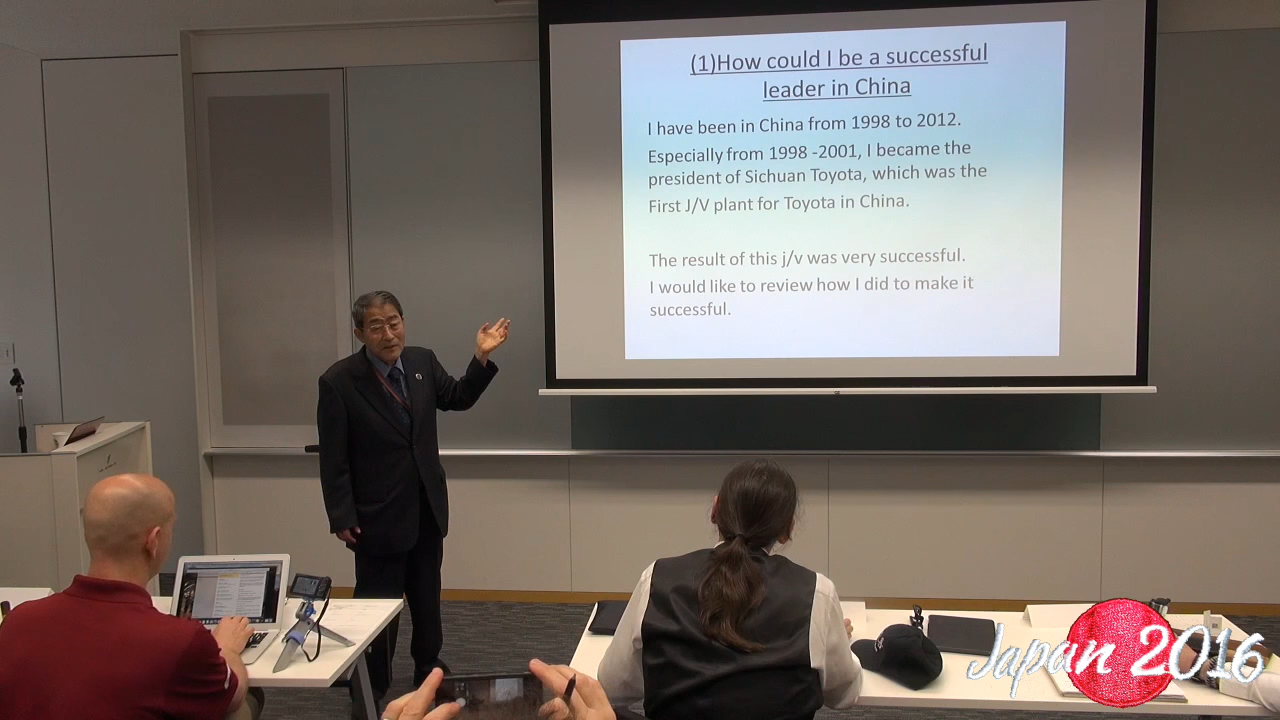 (1)How could I be a successful
leader in China
I have been in China from 1998 to 2012.
Especially from 1998 -2001, I became the
president of Sichuan Toyota, which was the
First J/V plant for Toyota in China.
The result of this j/v was very successful.
I would like to review how I did to make it
successful.
Japan 2016